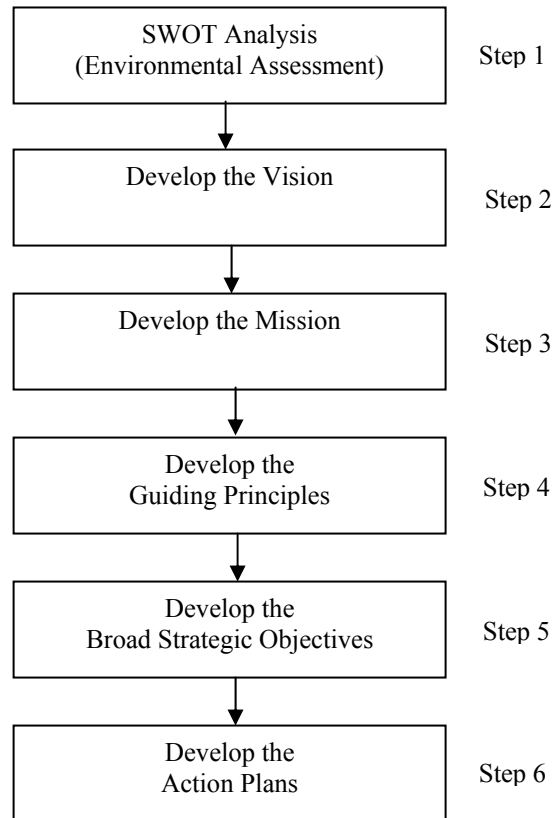 SWOT Analysis
(Environmental Assessment)
Step 1
Develop the Vision
Step 2
Develop the Mission
Step 3
Develop the
Guiding Principles
Step 4
Develop the
Broad Strategic Objectives
Step 5
Develop the
Action Plans
Step 6